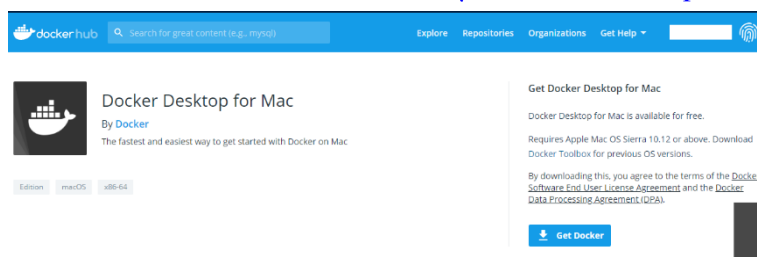 dockerhub Search for great content (e.g., mysql) Explore Repositories Organizations Get Help
Docker Desktop for Mac
By Docker
The fastest and easiest way to get started with Docker on Mac
Edition macOS x86-64
Get Docker Desktop for Mac
Docker Desktop for Mac is available for free.
Requires Apple Mac OS Sierra 10.12 or above. Download
Docker Toolbox for previous OS versions.
By downloading this, you agree to the terms of the Docke
Software End User License Agreement and the Docker
Data Processing Agreement (DPA).
Get Docker